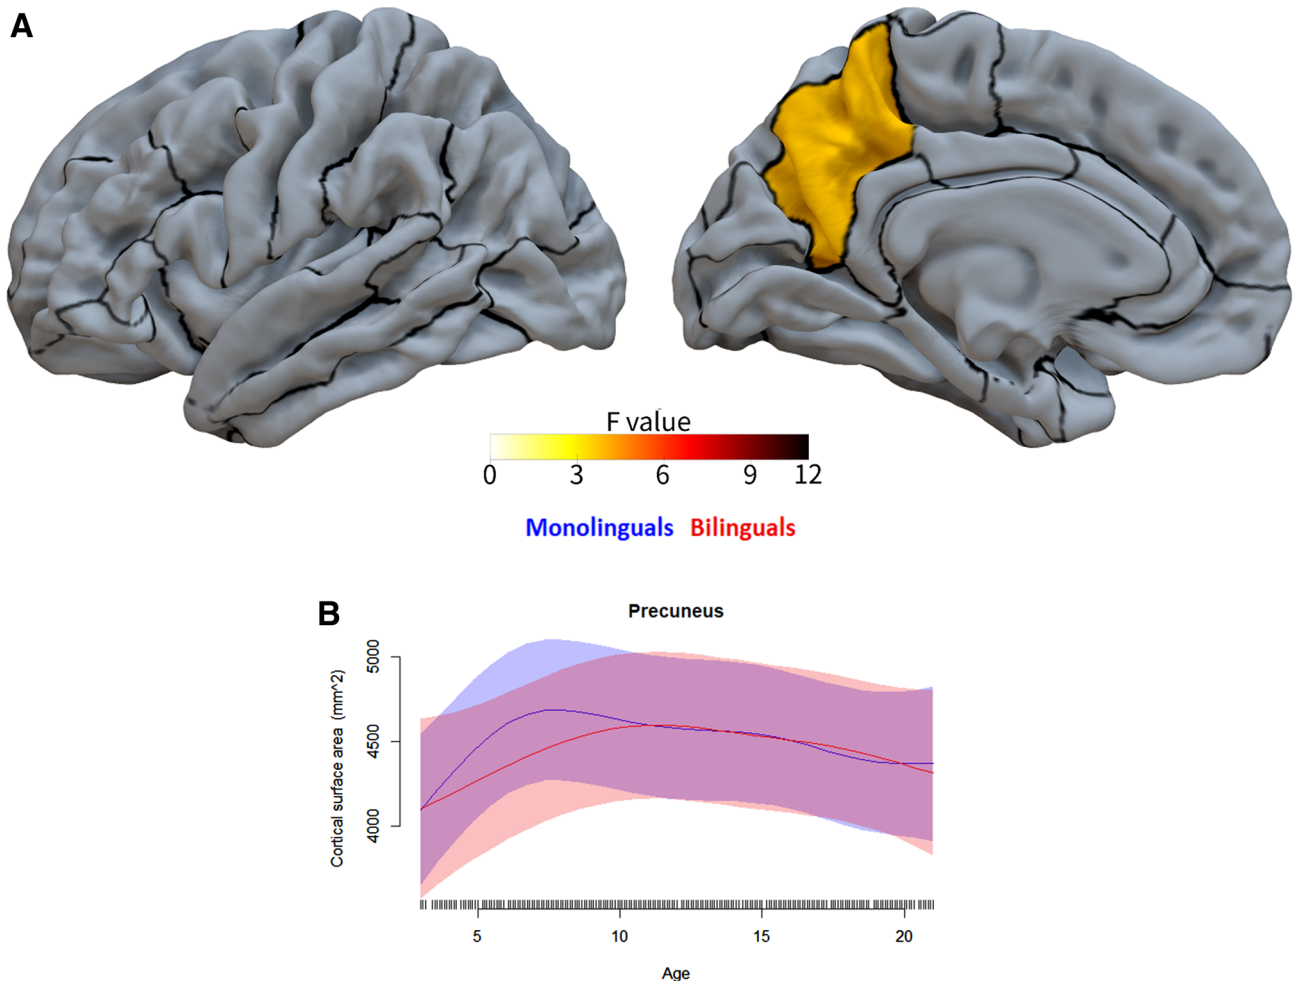 A
F value
0 3 6 9 12
Monolinguals Bilinguals
B
Precuneus
Cortical surface area (mm^2)
5000
4500
4000
5 10 15 20
Age